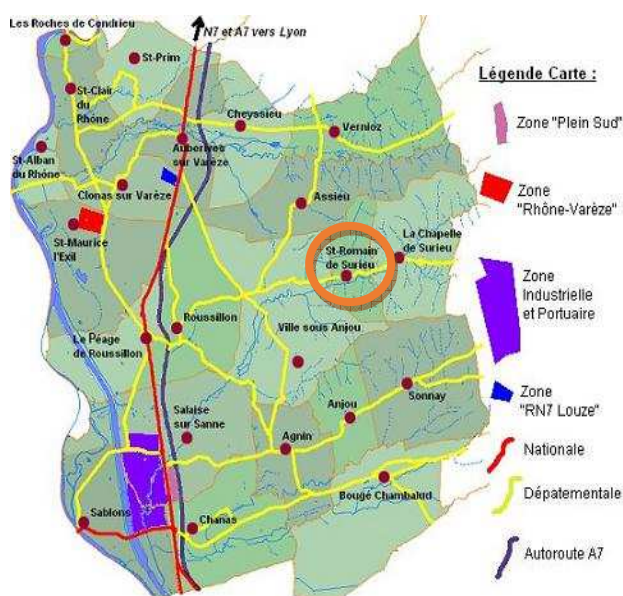 Les Roches de Condrieu
N7 et A7 vers Lyon
St-Prim
St-Clair
du
Rhône
Cheyssieu
Vernioz
Auberives
sur Varèze
St-Alban
du Rhône
Clonas sur Varèze
Assieu
St-Maurice
l'Exil
St-Romain
de Surieu
La Chapelle
de Surieu
Roussillon
Le Péage
de Roussillon
Ville sous Anjou
Sonnay
Anjou
Salaise
sur Sanne
Agnin
Bougé Chambalud
Sablons
Chanas
Légende Carte :
Zone "Plein Sud"
Zone
"Rhône-Varèze"
Zone
Industrielle
et Portuaire
Zone
"RN7 Louze"
Nationale
Dépatementale
Autoroute A7